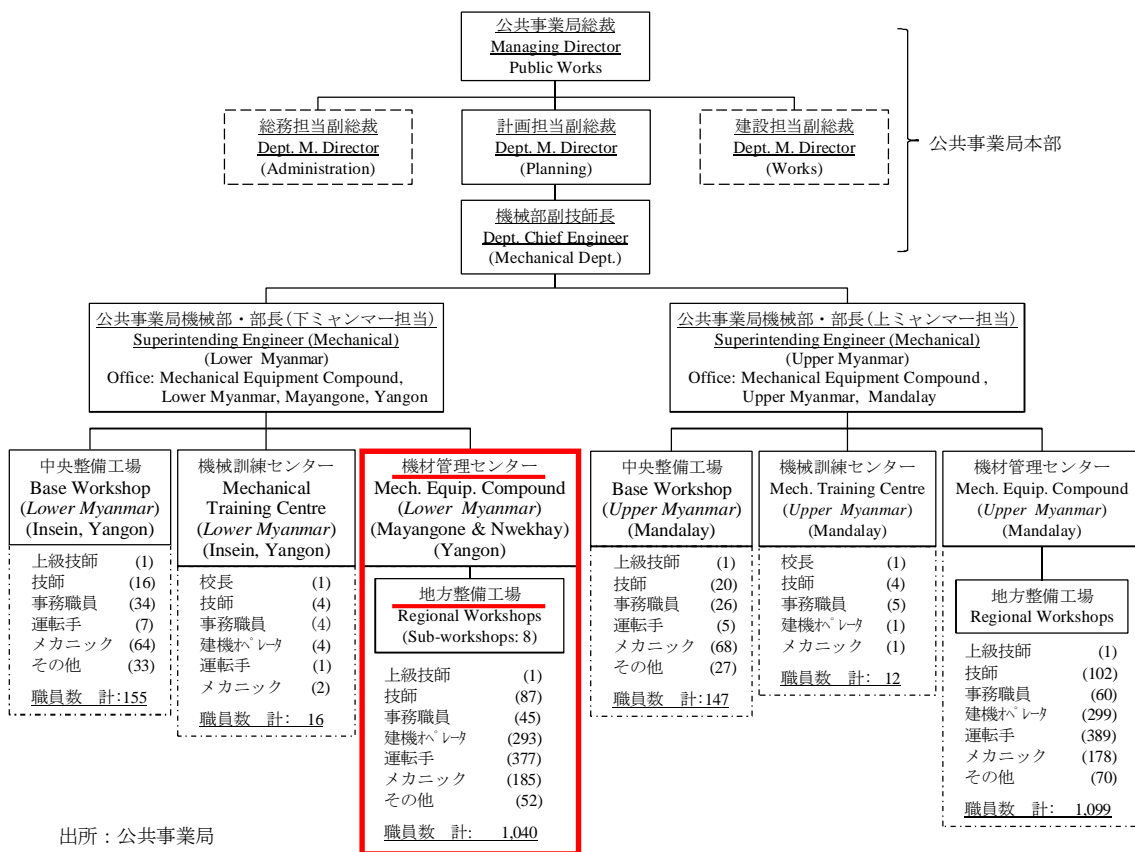 公共事業局総裁
Managing Director
Public Works
総務担当副総裁
Dept. M. Director
(Administration)
計画担当副総裁
Dept. M. Director
(Planning)
建設担当副総裁
Dept. M. Director
(Works)
公共事業局本部
機械部副技師長
Dept. Chief Engineer
(Mechanical Dept.)
公共事業局機械部・部長(下ミャンマー担当)
Superintending Engineer (Mechanical)
(Lower Myanmar)
Office: Mechanical Equipment Compound,
Lower Myanmar, Mayangone, Yangon
公共事業局機械部・部長(上ミャンマー担当)
Superintending Engineer (Mechanical)
(Upper Myanmar)
Office: Mechanical Equipment Compound ,
Upper Myanmar, Mandalay
中央整備工場
Base Workshop
(Lower Myanmar)
(Insein, Yangon)
上級技師 (1)
技師 (16)
事務職員 (34)
運転手 (7)
メカニック (64)
その他 (33)
職員数 計:155
機械訓練センター
Mechanical
Training Centre
(Lower Myanmar)
(Insein, Yangon)
校長 (1)
技師 (4)
事務職員 (4)
建機ｵﾍﾟﾚｰﾀ (4)
運転手 (1)
メカニック (2)
職員数 計: 16
機材管理センター
Mech. Equip. Compound
(Lower Myanmar)
(Mayangone & Nwekhay)
(Yangon)
地方整備工場
Regional Workshops
(Sub-workshops: 8)
上級技師 (1)
技師 (87)
事務職員 (45)
建機ｵﾍﾟﾚｰﾀ (293)
運転手 (377)
メカニック (185)
その他 (52)
職員数 計: 1,040
中央整備工場
Base Workshop
(Upper Myanmar)
(Mandalay)
上級技師 (1)
技師 (20)
事務職員 (26)
運転手 (5)
メカニック (68)
その他 (27)
職員数 計:147
機械訓練センター
Mech. Training Centre
(Upper Myanmar)
(Mandalay)
校長 (1)
技師 (4)
事務職員 (5)
建機ｵﾍﾟﾚｰﾀ (1)
メカニック (1)
職員数 計: 12
機材管理センター
Mech. Equip. Compound
(Upper Myanmar)
(Mandalay)
地方整備工場
Regional Workshops
上級技師 (1)
技師 (102)
事務職員 (60)
建機ｵﾍﾟﾚｰﾀ (299)
運転手 (389)
メカニック (178)
その他 (70)
職員数 計: 1,099
出所：公共事業局